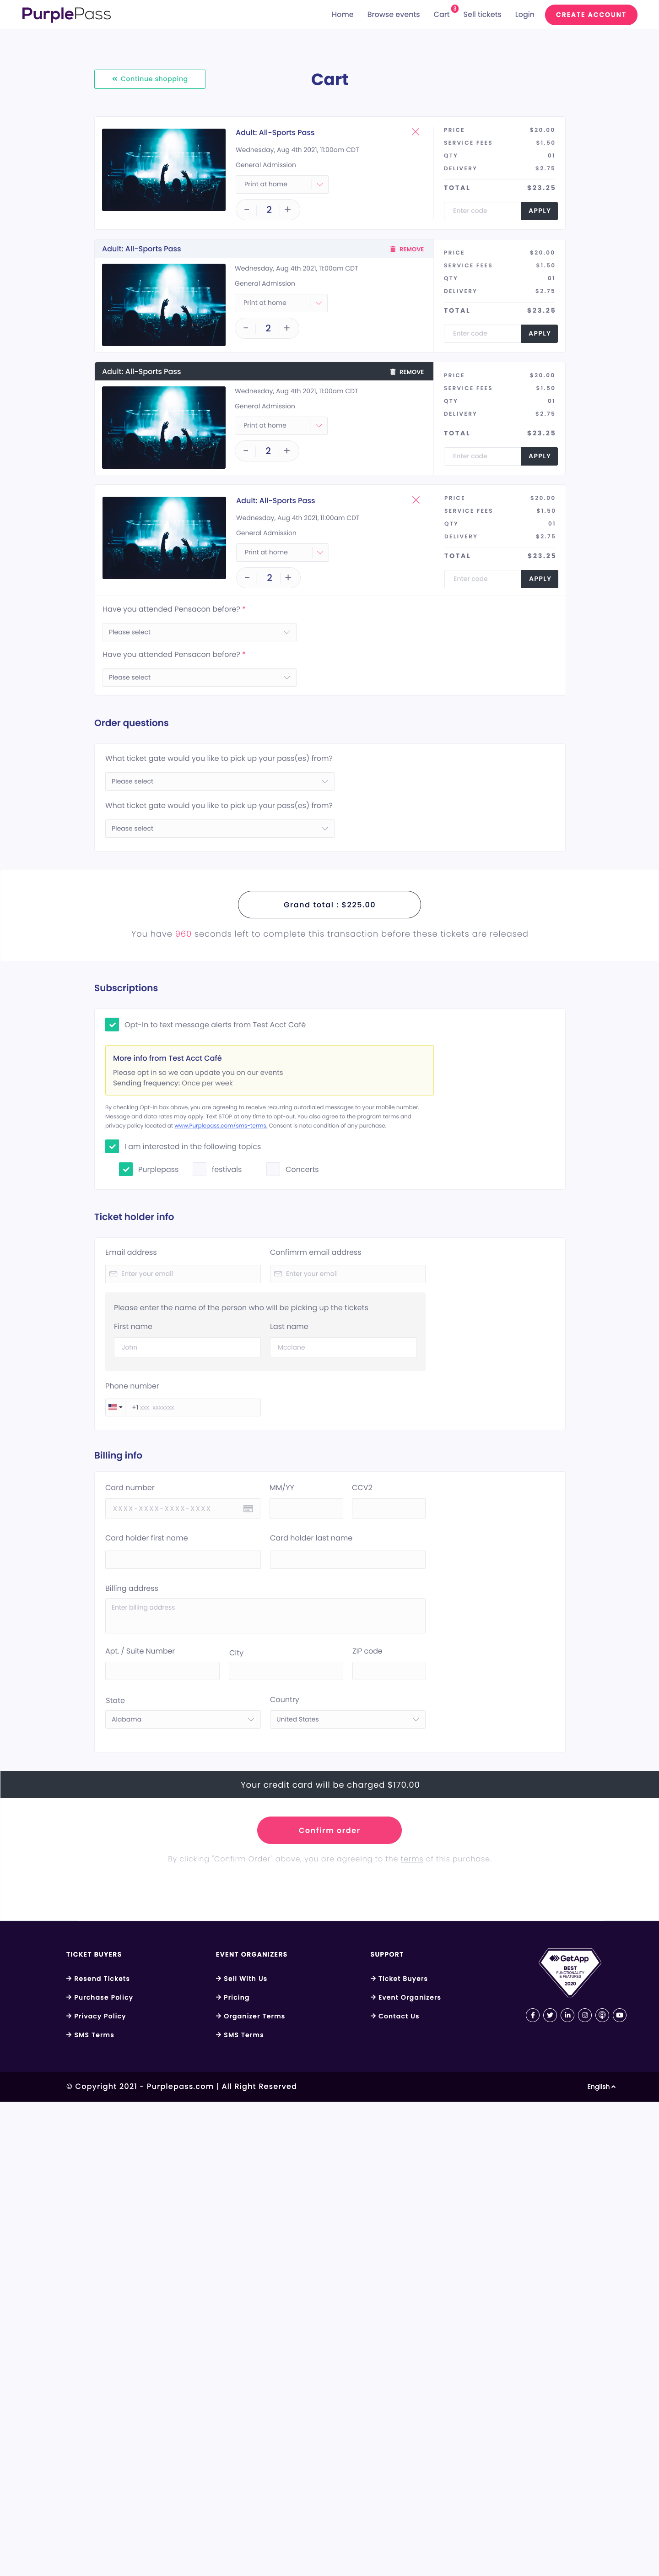 PurplePass
Home Browse events Cart 3 Sell tickets Login CREATE ACCOUNT
« Continue shopping
Cart
Adult: All-Sports Pass
Wednesday, Aug 4th 2021, 11:00am CDT
General Admission
Print at home
− 2 +
PRICE $20.00
SERVICE FEES $1.50
QTY 01
DELIVERY $2.75
TOTAL $23.25
Enter code APPLY
Adult: All-Sports Pass REMOVE
Wednesday, Aug 4th 2021, 11:00am CDT
General Admission
Print at home
− 2 +
PRICE $20.00
SERVICE FEES $1.50
QTY 01
DELIVERY $2.75
TOTAL $23.25
Enter code APPLY
Adult: All-Sports Pass REMOVE
Wednesday, Aug 4th 2021, 11:00am CDT
General Admission
Print at home
− 2 +
PRICE $20.00
SERVICE FEES $1.50
QTY 01
DELIVERY $2.75
TOTAL $23.25
Enter code APPLY
Adult: All-Sports Pass
Wednesday, Aug 4th 2021, 11:00am CDT
General Admission
Print at home
− 2 +
PRICE $20.00
SERVICE FEES $1.50
QTY 01
DELIVERY $2.75
TOTAL $23.25
Enter code APPLY
Have you attended Pensacon before? *
Please select
Have you attended Pensacon before? *
Please select
Order questions
What ticket gate would you like to pick up your pass(es) from?
Please select
What ticket gate would you like to pick up your pass(es) from?
Please select
Grand total : $225.00
You have 960 seconds left to complete this transaction before these tickets are released
Subscriptions
Opt-In to text message alerts from Test Acct Café
More info from Test Acct Café
Please opt in so we can update you on our events
Sending frequency: Once per week
By checking Opt-In box above, you are agreeing to receive recurring autodialed messages to your mobile number.
Message and data rates may apply. Text STOP at any time to opt-out. You also agree to the program terms and
privacy policy located at www.Purplepass.com/sms-terms. Consent is nota condition of any purchase.
I am interested in the following topics
Purplepass festivals Concerts
Ticket holder info
Email address Confimrm email address
Enter your email Enter your email
Please enter the name of the person who will be picking up the tickets
First name Last name
John Mcclane
Phone number
+1 xxx xxxxxxx
Billing info
Card number MM/YY CCV2
XXXX-XXXX-XXXX-XXXX
Card holder first name Card holder last name
Billing address
Enter billing address
Apt. / Suite Number City ZIP code
State Country
Alabama United States
Your credit card will be charged $170.00
Confirm order
By clicking "Confirm Order" above, you are agreeing to the terms of this purchase.
TICKET BUYERS
Resend Tickets
Purchase Policy
Privacy Policy
SMS Terms
EVENT ORGANIZERS
Sell With Us
Pricing
Organizer Terms
SMS Terms
SUPPORT
Ticket Buyers
Event Organizers
Contact Us
GetApp
BEST
FUNCTIONALITY
& FEATURES
2020
© Copyright 2021 - Purplepass.com | All Right Reserved
English